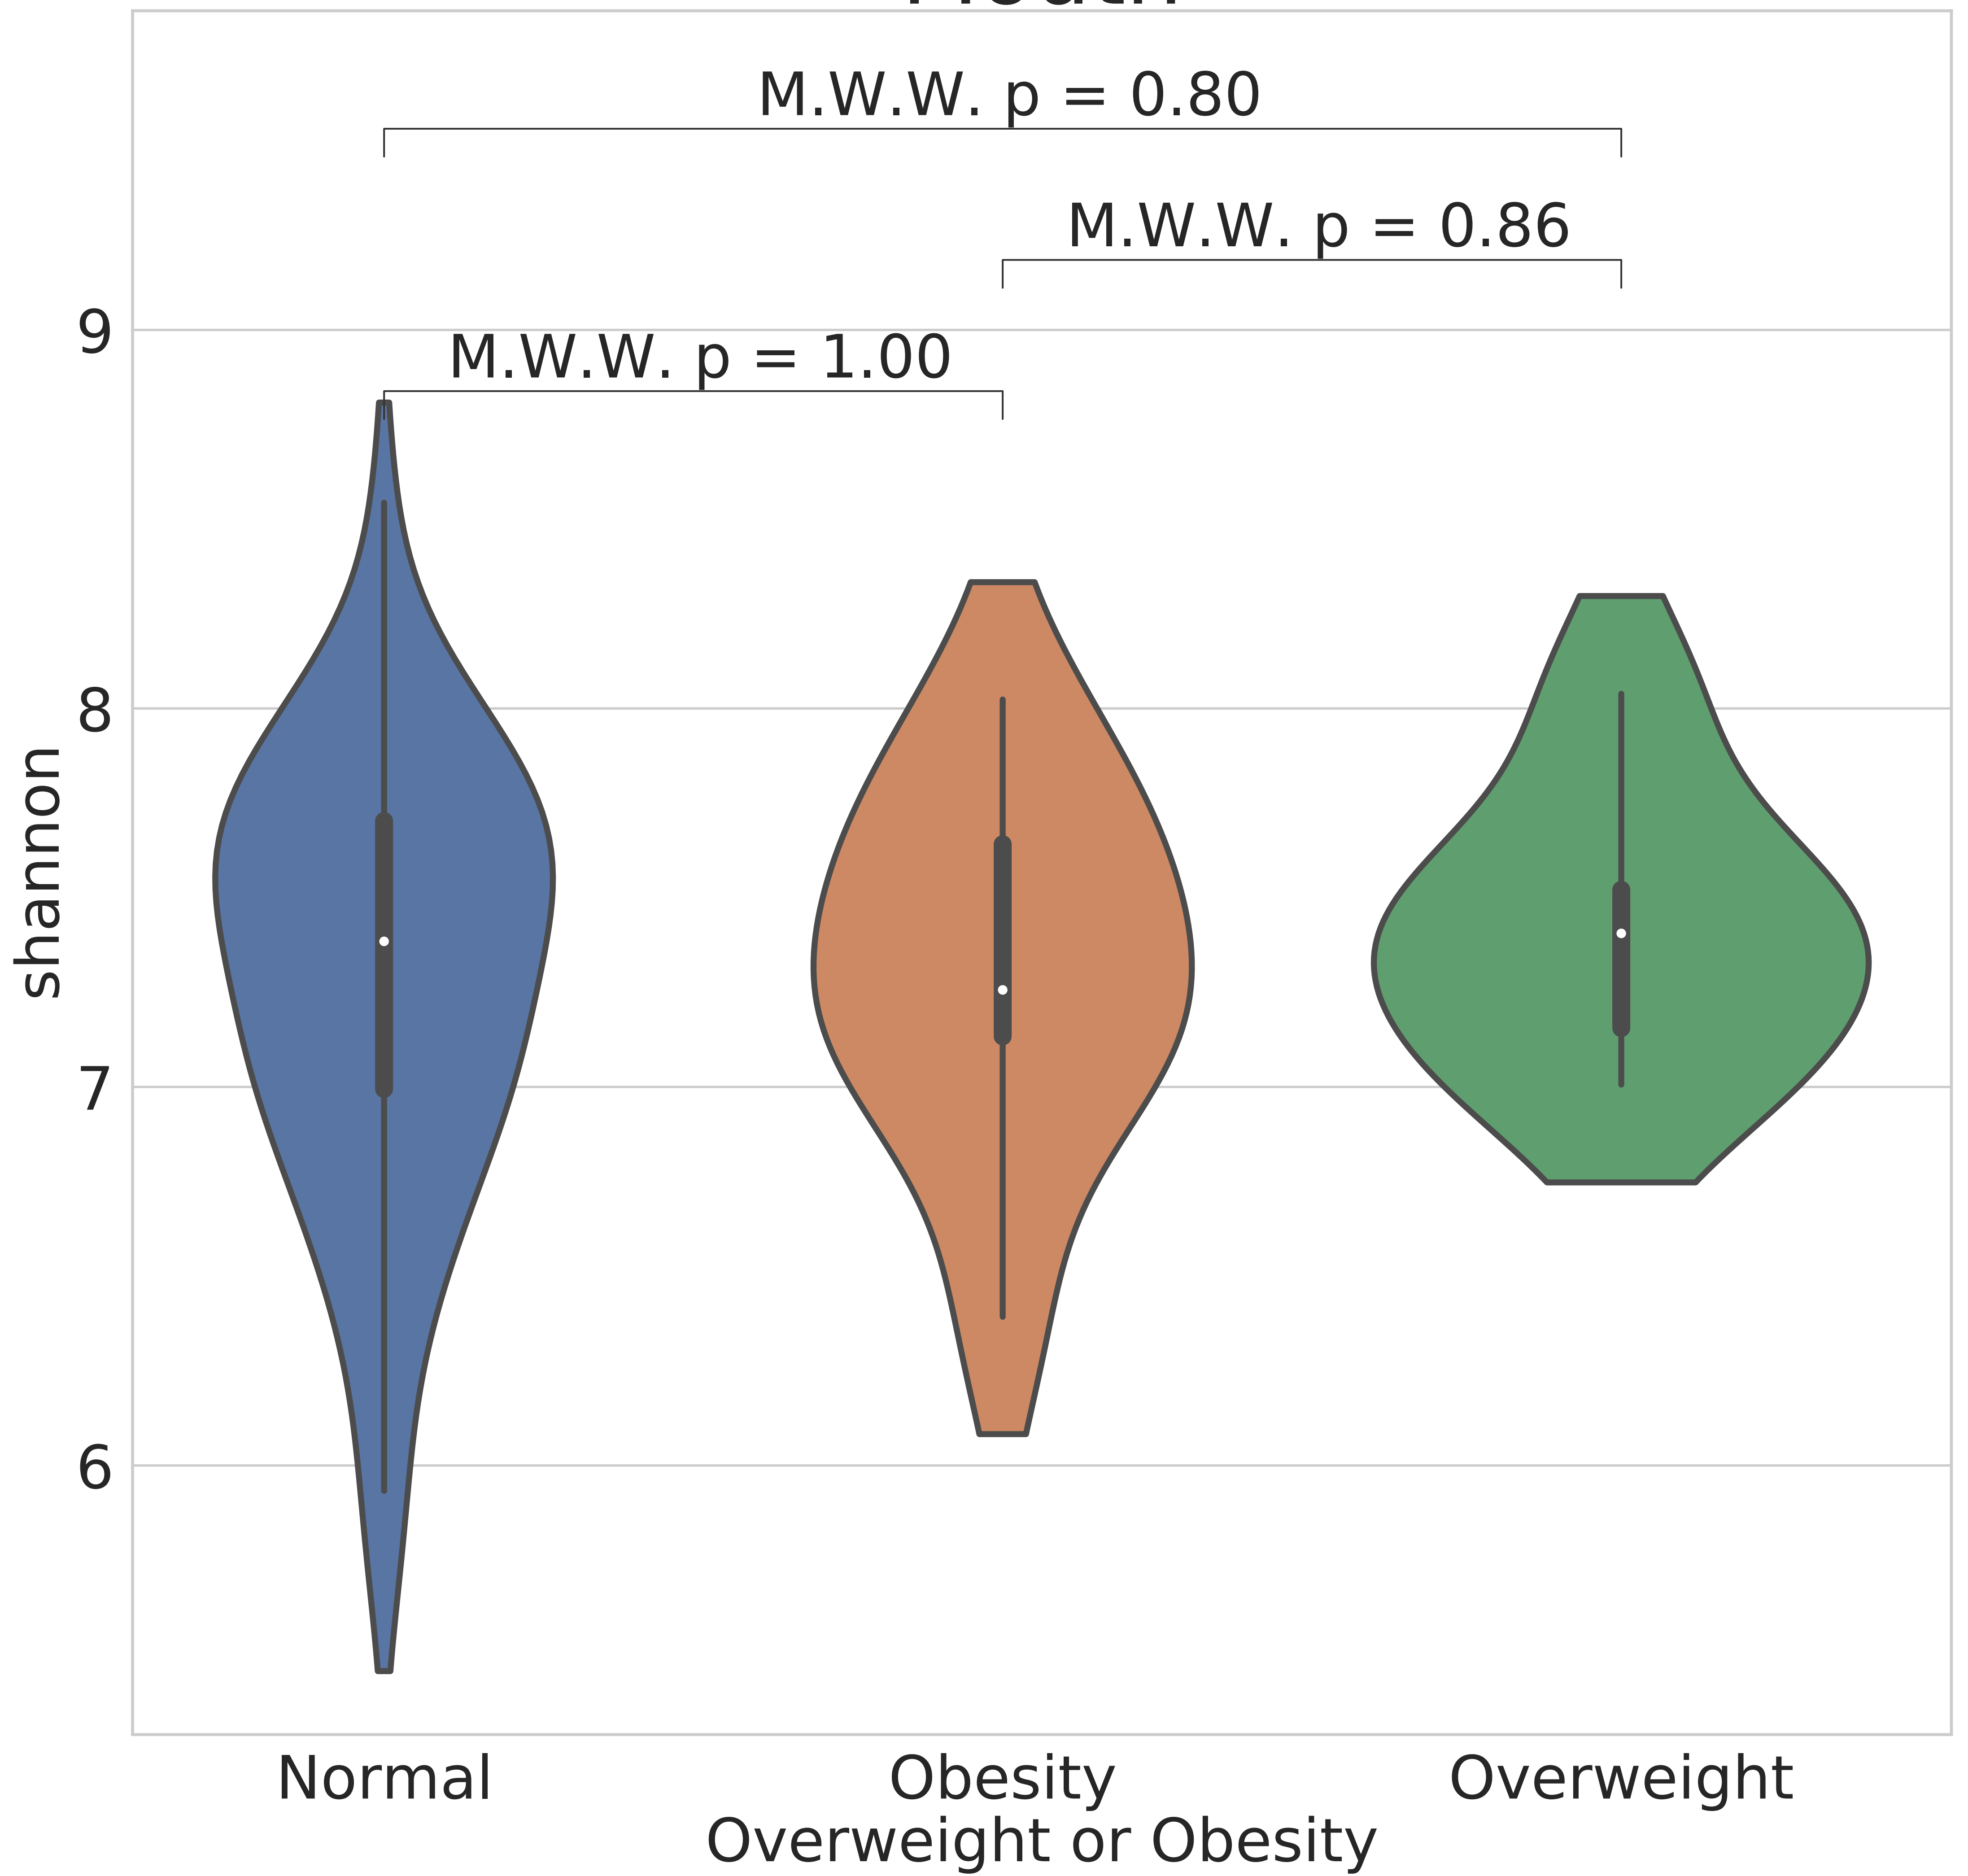 M.W.W. p = 0.80
M.W.W. p = 0.86
9
M.W.W. p = 1.00
8
shannon
7
6
Normal Obesity Overweight
Overweight or Obesity